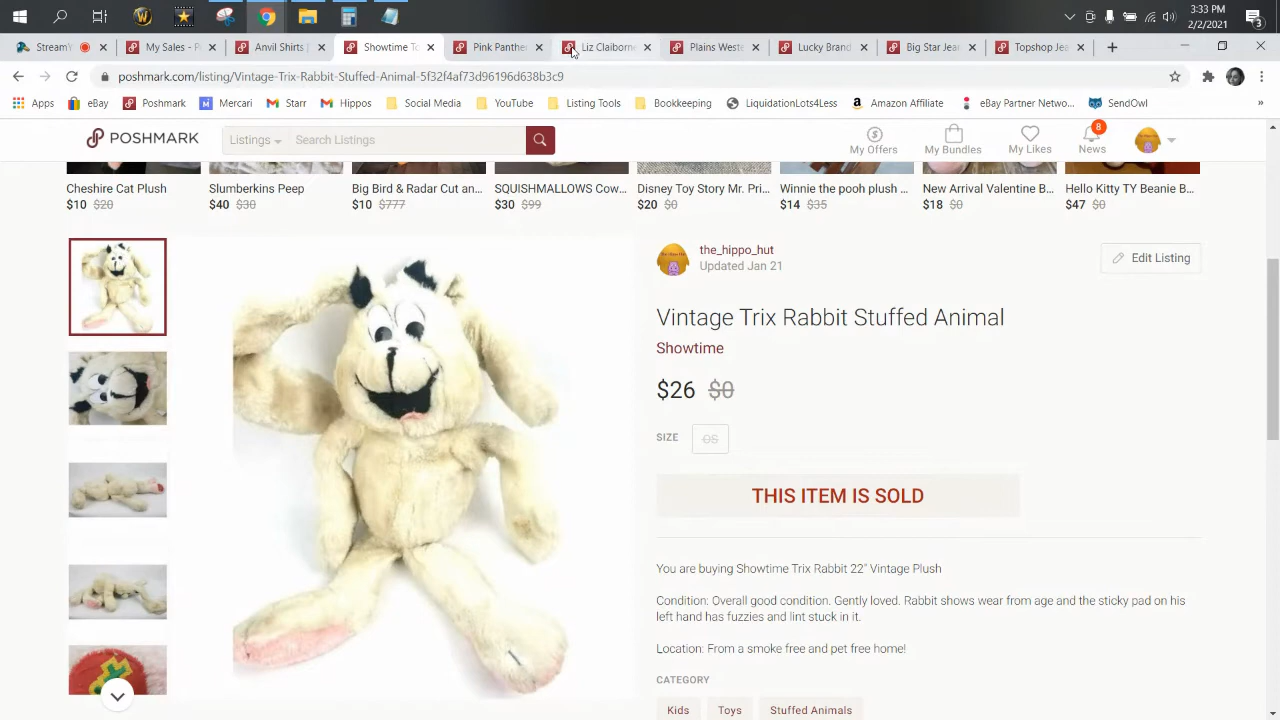 3:33 PM
2/2/2021
3
StreamY
My Sales - P
Anvil Shirts
Showtime To
Pink Panther
Liz Claiborne
Plains Weste
Lucky Brand
Big Star Jean
Topshop Jea
poshmark.com/listing/Vintage-Trix-Rabbit-Stuffed-Animal-5f32f4af73d96196d63b3c9
Apps eBay Poshmark Mercari Starr Hippos Social Media YouTube Listing Tools Bookkeeping LiquidationLots4Less Amazon Affiliate eBay Partner Netwo... SendOwl »
POSHMARK
Listings
Search Listings
My Offers
My Bundles
My Likes
8
News
Cheshire Cat Plush
$10 $20
Slumberkins Peep
$40 $30
Big Bird & Radar Cut an...
$10 $777
SQUISHMALLOWS Cow...
$30 $99
Disney Toy Story Mr. Pri...
$20 $0
Winnie the pooh plush ...
$14 $35
New Arrival Valentine B...
$18 $0
Hello Kitty TY Beanie B...
$47 $0
the_hippo_hut
Updated Jan 21
Edit Listing
Vintage Trix Rabbit Stuffed Animal
Showtime
$26 $0
SIZE OS
THIS ITEM IS SOLD
You are buying Showtime Trix Rabbit 22" Vintage Plush
Condition: Overall good condition. Gently loved. Rabbit shows wear from age and the sticky pad on his
left hand has fuzzies and lint stuck in it.
Location: From a smoke free and pet free home!
CATEGORY
Kids Toys Stuffed Animals